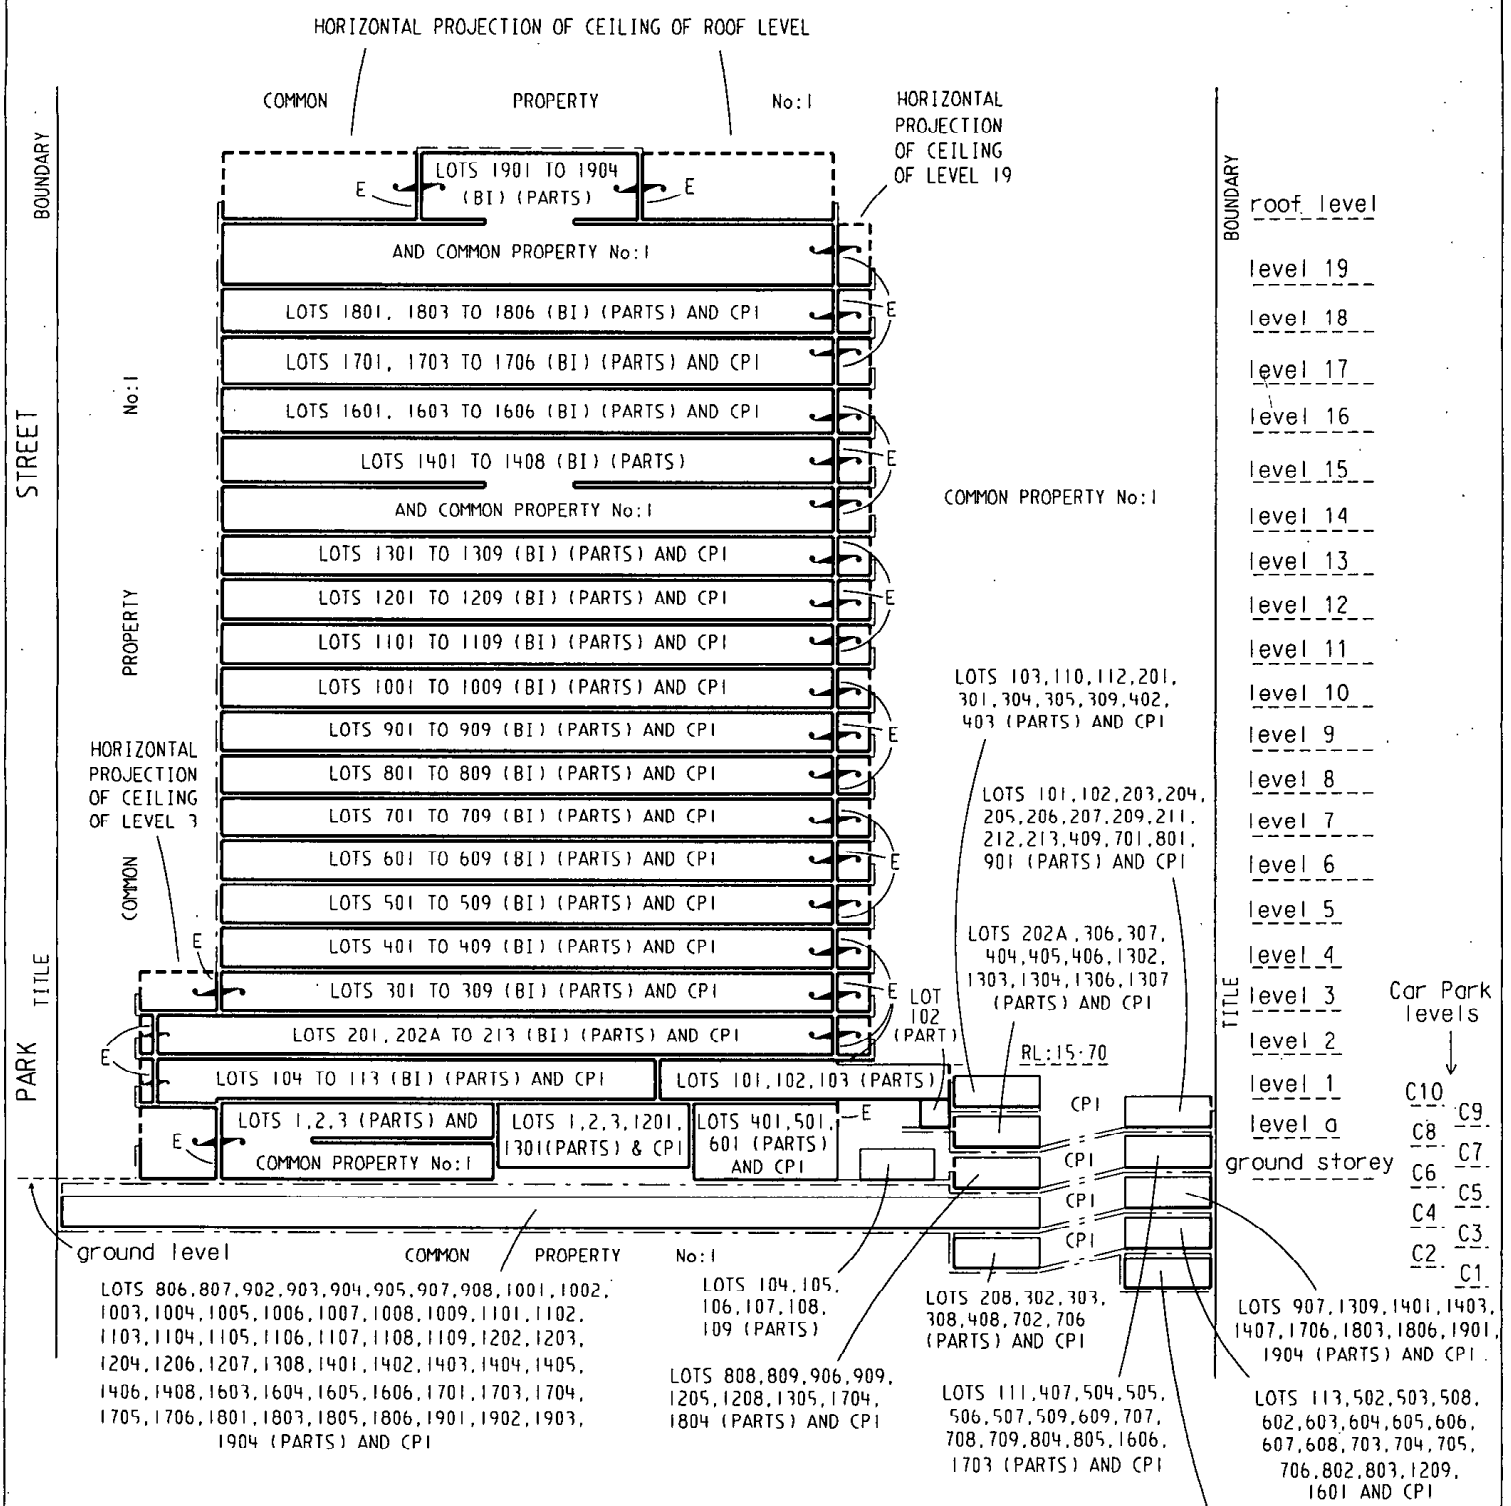 HORIZONTAL PROJECTION OF CEILING OF ROOF LEVEL
COMMON PROPERTY No:1
HORIZONTAL
PROJECTION
OF CEILING
OF LEVEL 19
BOUNDARY
STREET
TITLE
PARK
COMMON PROPERTY No:1
HORIZONTAL
PROJECTION
OF CEILING
OF LEVEL 3
LOTS 1901 TO 1904
(BI) (PARTS)
E
E
AND COMMON PROPERTY No:1
LOTS 1801, 1803 TO 1806 (BI) (PARTS) AND CP1
E
LOTS 1701, 1703 TO 1706 (BI) (PARTS) AND CP1
LOTS 1601, 1603 TO 1606 (BI) (PARTS) AND CP1
LOTS 1401 TO 1408 (BI) (PARTS)
E
AND COMMON PROPERTY No:1
LOTS 1301 TO 1309 (BI) (PARTS) AND CP1
LOTS 1201 TO 1209 (BI) (PARTS) AND CP1
E
LOTS 1101 TO 1109 (BI) (PARTS) AND CP1
LOTS 1001 TO 1009 (BI) (PARTS) AND CP1
LOTS 901 TO 909 (BI) (PARTS) AND CP1
E
LOTS 801 TO 809 (BI) (PARTS) AND CP1
LOTS 701 TO 709 (BI) (PARTS) AND CP1
LOTS 601 TO 609 (BI) (PARTS) AND CP1
E
LOTS 501 TO 509 (BI) (PARTS) AND CP1
LOTS 401 TO 409 (BI) (PARTS) AND CP1
E
LOTS 301 TO 309 (BI) (PARTS) AND CP1
E
LOTS 201, 202A TO 213 (BI) (PARTS) AND CP1
E
LOTS 104 TO 113 (BI) (PARTS) AND CP1
LOTS 101,102,103 (PARTS)
LOTS 1,2,3 (PARTS) AND
COMMON PROPERTY No:1
E
LOTS 1,2,3,1201,
1301(PARTS) & CP1
LOTS 401,501,
601 (PARTS)
AND CP1
E
LOT
102
(PART)
COMMON PROPERTY No:1
LOTS 103,110,112,201,
301,304,305,309,402,
403 (PARTS) AND CP1
LOTS 101,102,203,204,
205,206,207,209,211,
212,213,409,701,801,
901 (PARTS) AND CP1
LOTS 202A,306,307,
404,405,406,1302,
1303,1304,1306,1307
(PARTS) AND CP1
RL:15·70
CP1
CP1
CP1
CP1
BOUNDARY
TITLE
roof level
level 19
level 18
level 17
level 16
level 15
level 14
level 13
level 12
level 11
level 10
level 9
level 8
level 7
level 6
level 5
level 4
level 3
level 2
level 1
level a
ground storey
Car Park
levels
C10
C9
C8
C7
C6
C5
C4
C3
C2
C1
ground level
COMMON PROPERTY No:1
LOTS 806,807,902,903,904,905,907,908,1001,1002,
1003,1004,1005,1006,1007,1008,1009,1101,1102,
1103,1104,1105,1106,1107,1108,1109,1202,1203,
1204,1206,1207,1308,1401,1402,1403,1404,1405,
1406,1408,1603,1604,1605,1606,1701,1703,1704,
1705,1706,1801,1803,1805,1806,1901,1902,1903,
1904 (PARTS) AND CP1
LOTS 104,105,
106,107,108,
109 (PARTS)
LOTS 808,809,906,909,
1205,1208,1305,1704,
1804 (PARTS) AND CP1
LOTS 208,302,303,
308,408,702,706
(PARTS) AND CP1
LOTS 111,407,504,505,
506,507,509,609,707,
708,709,804,805,1606,
1703 (PARTS) AND CP1
LOTS 907,1309,1401,1403,
1407,1706,1803,1806,1901,
1904 (PARTS) AND CP1
LOTS 113,502,503,508,
602,603,604,605,606,
607,608,703,704,705,
706,802,803,1209,
1601 AND CP1